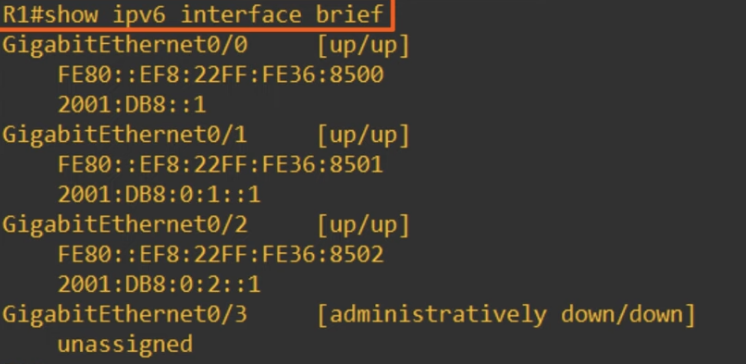 R1#show ipv6 interface brief
GigabitEthernet0/0 [up/up]
FE80::EF8:22FF:FE36:8500
2001:DB8::1
GigabitEthernet0/1 [up/up]
FE80::EF8:22FF:FE36:8501
2001:DB8:0:1::1
GigabitEthernet0/2 [up/up]
FE80::EF8:22FF:FE36:8502
2001:DB8:0:2::1
GigabitEthernet0/3 [administratively down/down]
unassigned